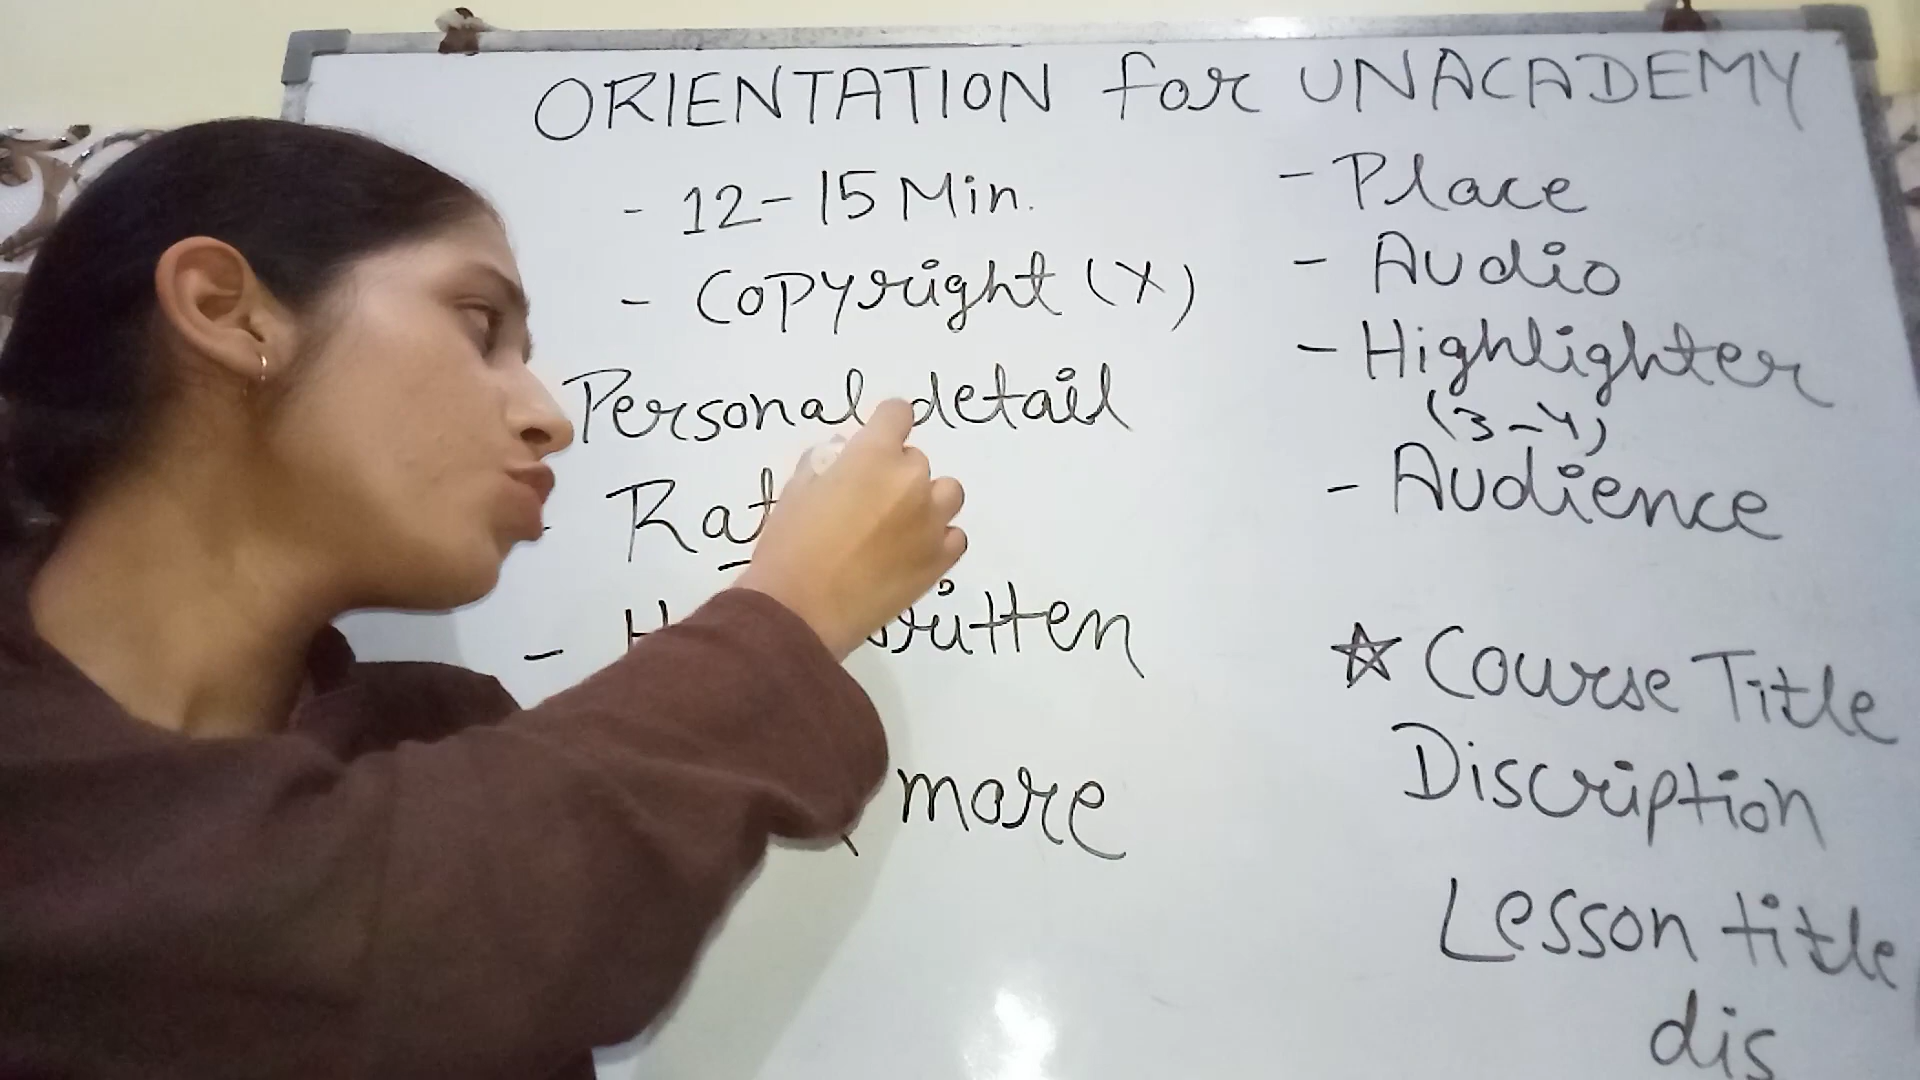 ORIENTATION for UNACADEMY
- 12-15 Min.
- Copyright (X)
Personal detail
- more
- Place
- Audio
- Highlighter
(3-4)
- Audience
☆ Course Title
Discription
Lesson title
dis